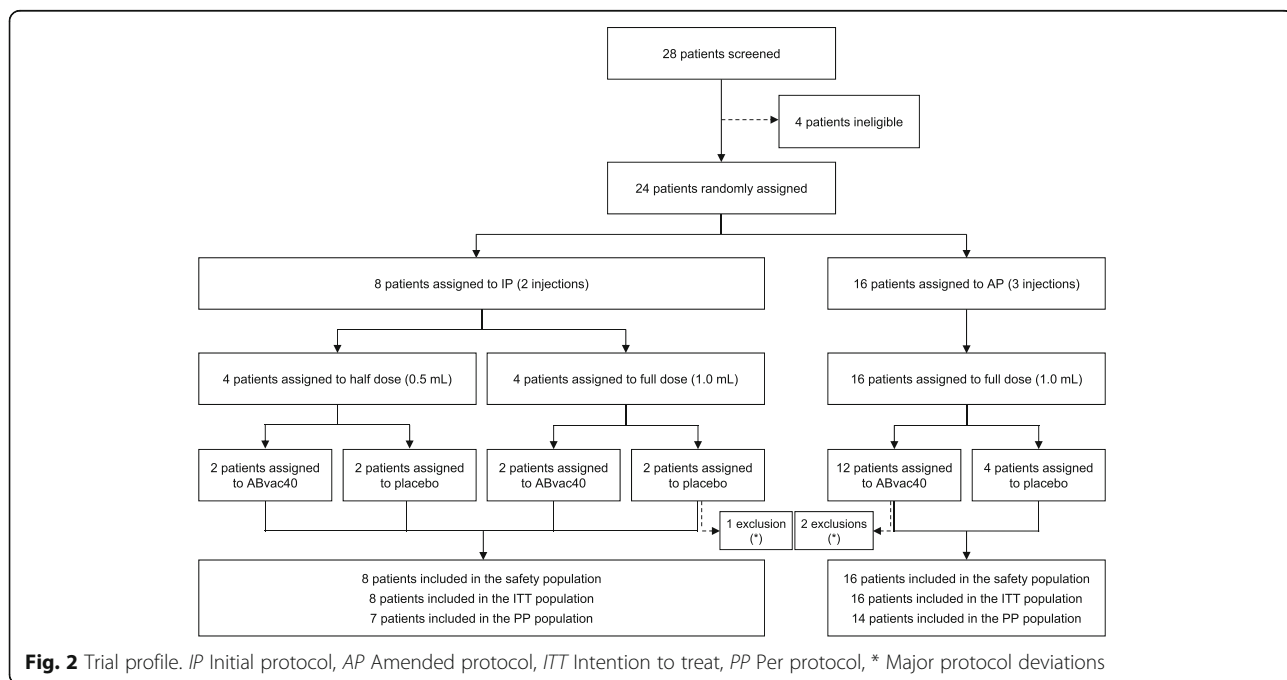 28 patients screened
4 patients ineligible
24 patients randomly assigned
8 patients assigned to IP (2 injections)
16 patients assigned to AP (3 injections)
4 patients assigned to half dose (0.5 mL)
4 patients assigned to full dose (1.0 mL)
16 patients assigned to full dose (1.0 mL)
2 patients assigned
to ABvac40
2 patients assigned
to placebo
2 patients assigned
to ABvac40
2 patients assigned
to placebo
12 patients assigned
to ABvac40
4 patients assigned
to placebo
1 exclusion
(*)
2 exclusions
(*)
8 patients included in the safety population
8 patients included in the ITT population
7 patients included in the PP population
16 patients included in the safety population
16 patients included in the ITT population
14 patients included in the PP population
Fig. 2 Trial profile. IP Initial protocol, AP Amended protocol, ITT Intention to treat, PP Per protocol, * Major protocol deviations